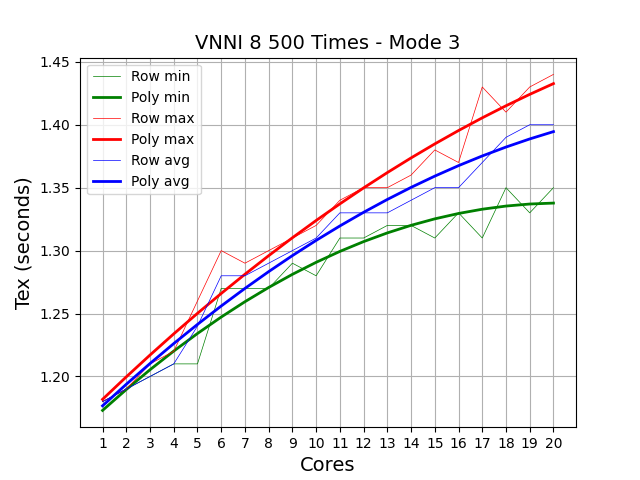 VNNI 8 500 Times - Mode 3
Tex (seconds)
1.45
1.40
1.35
1.30
1.25
1.20
Row min
Poly min
Row max
Poly max
Row avg
Poly avg
1 2 3 4 5 6 7 8 9 10 11 12 13 14 15 16 17 18 19 20
Cores